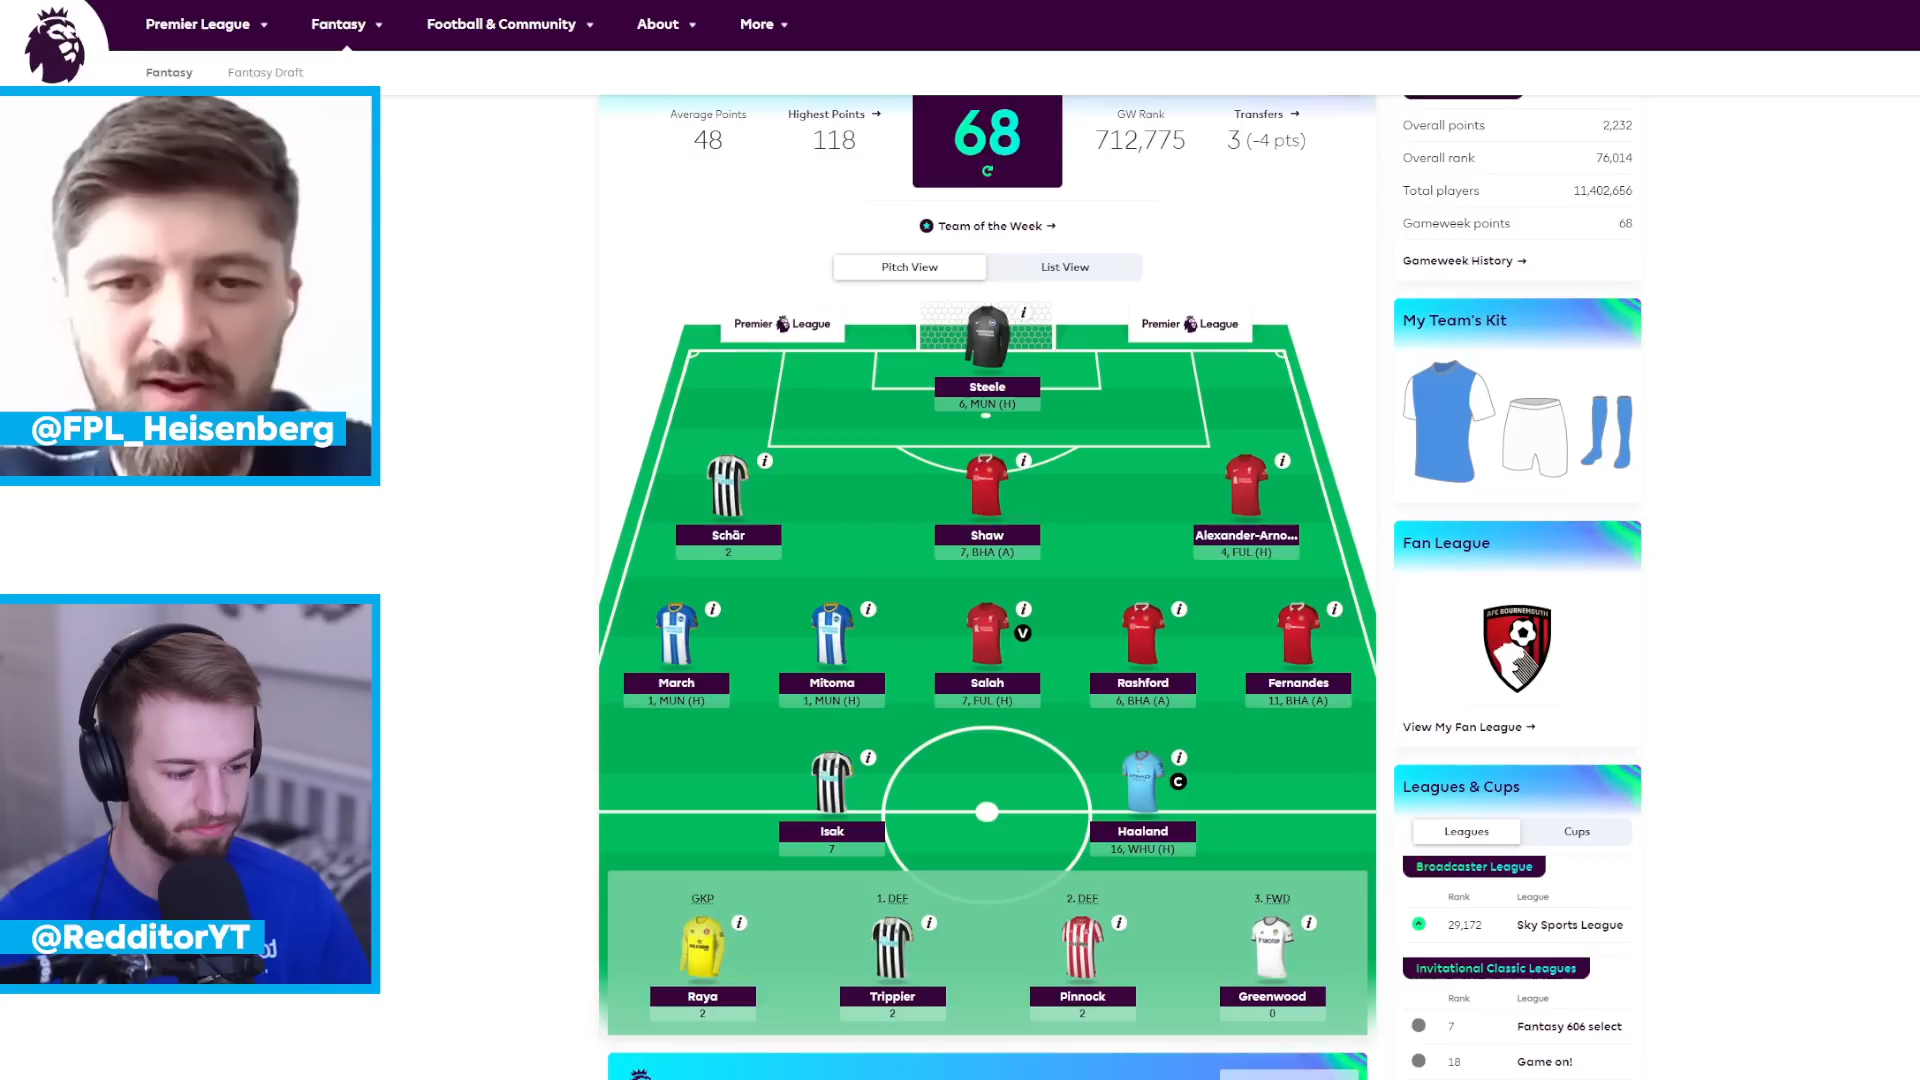 Premier League
Fantasy
Football & Community
About
More
Fantasy
Fantasy Draft
@FPL_Heisenberg
@RedditorYT
Average Points
48
Highest Points →
118
68
GW Rank
712,775
Transfers →
3 (-4 pts)
Team of the Week →
Pitch View
List View
Premier League
Premier League
Steele
6, MUN (H)
Schär
2
Shaw
7, BHA (A)
Alexander-Arno...
4, FUL (H)
March
1, MUN (H)
Mitoma
1, MUN (H)
V
Salah
7, FUL (H)
Rashford
6, BHA (A)
Fernandes
11, BHA (A)
Isak
7
C
Haaland
16, WHU (H)
GKP
Raya
2
1. DEF
Trippier
2
2. DEF
Pinnock
2
3. FWD
Greenwood
0
Overall points 2,232
Overall rank 76,014
Total players 11,402,656
Gameweek points 68
Gameweek History →
My Team's Kit
Fan League
AFC BOURNEMOUTH
View My Fan League →
Leagues & Cups
Leagues
Cups
Broadcaster League
Rank League
29,172 Sky Sports League
Invitational Classic Leagues
Rank League
7 Fantasy 606 select
18 Game on!